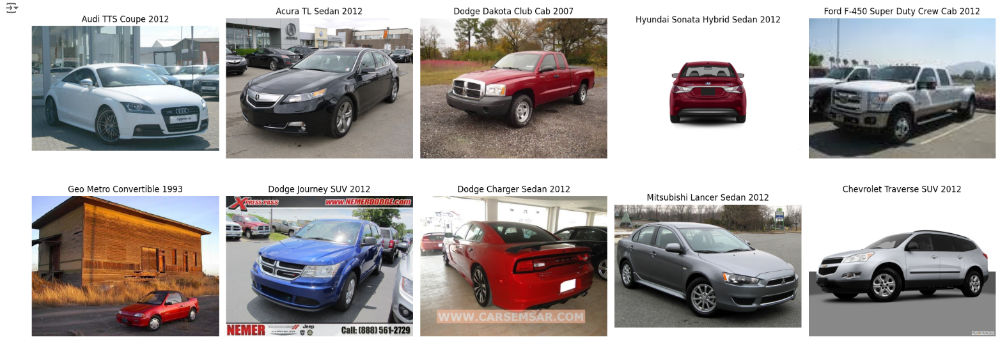 Audi TTS Coupe 2012
Acura TL Sedan 2012
Dodge Dakota Club Cab 2007
Hyundai Sonata Hybrid Sedan 2012
Ford F-450 Super Duty Crew Cab 2012
ACURA
Approved
Geo Metro Convertible 1993
Dodge Journey SUV 2012
Dodge Charger Sedan 2012
Mitsubishi Lancer Sedan 2012
Chevrolet Traverse SUV 2012
XPRESS PASS
WWW.NEMERDODGE.COM
WWW.CARSEMSAR.COM
NEMER
DODGE
CHRYSLER
Jeep
Call: (888) 561-2729